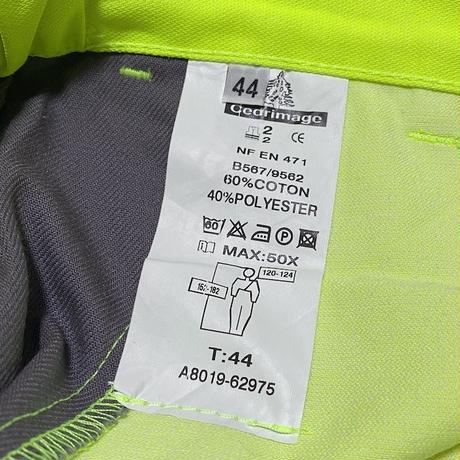 44
Cedrimage
2
2 CE
NF EN 471
B567/9562
60%COTON
40%POLYESTER
60 P
MAX:50X
120-124
T:44
A8019-62975